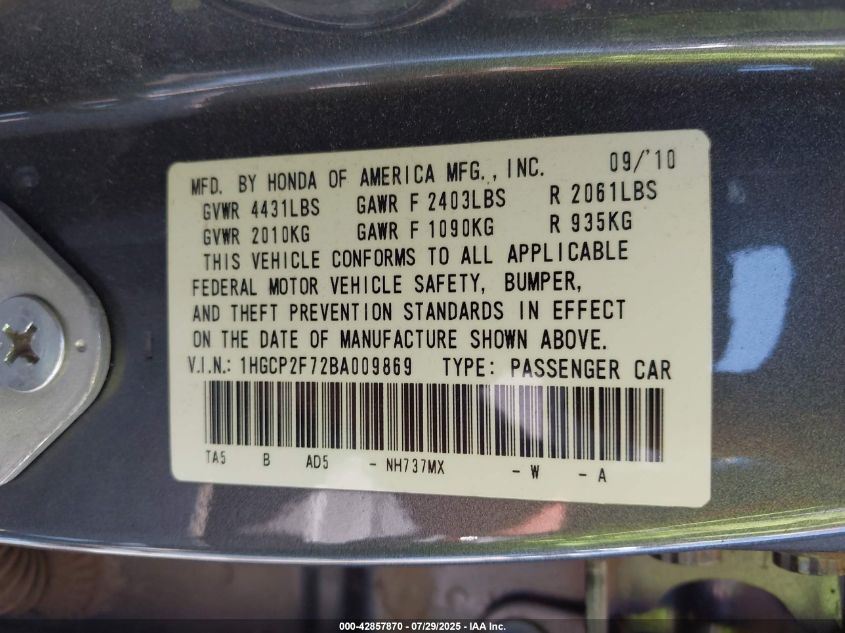 MFD. BY HONDA OF AMERICA MFG., INC. 09/'10
GVWR 4431LBS GAWR F 2403LBS R 2061LBS
GVWR 2010KG GAWR F 1090KG R 935KG
THIS VEHICLE CONFORMS TO ALL APPLICABLE
FEDERAL MOTOR VEHICLE SAFETY, BUMPER,
AND THEFT PREVENTION STANDARDS IN EFFECT
ON THE DATE OF MANUFACTURE SHOWN ABOVE.
V.I.N.: 1HGCP2F72BA009869 TYPE: PASSENGER CAR
TA5 B AD5 - NH737MX - W - A
000-42857870 / 07/29/2025 - IAA Inc.